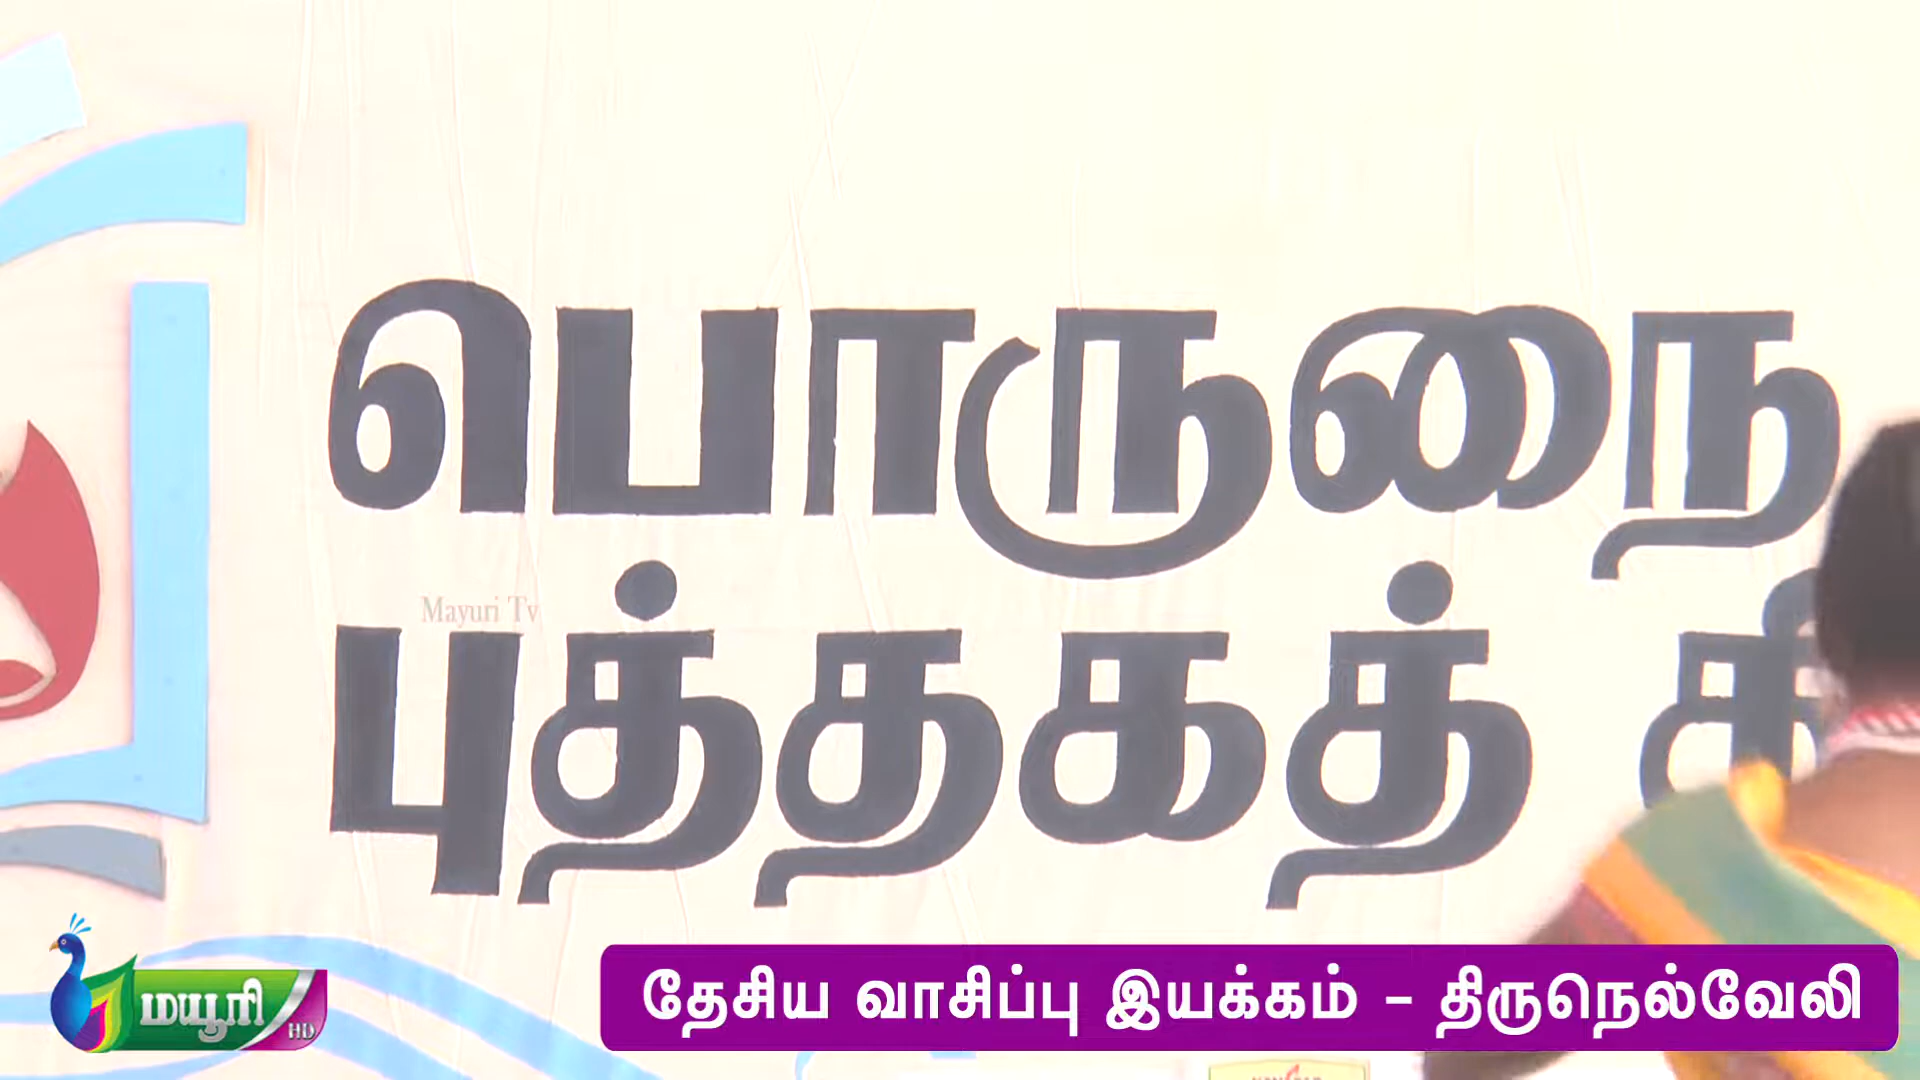 பொருநை
புத்தகத்
Mayuri Tv
மயூரி
HD
தேசிய வாசிப்பு இயக்கம் - திருநெல்வேலி